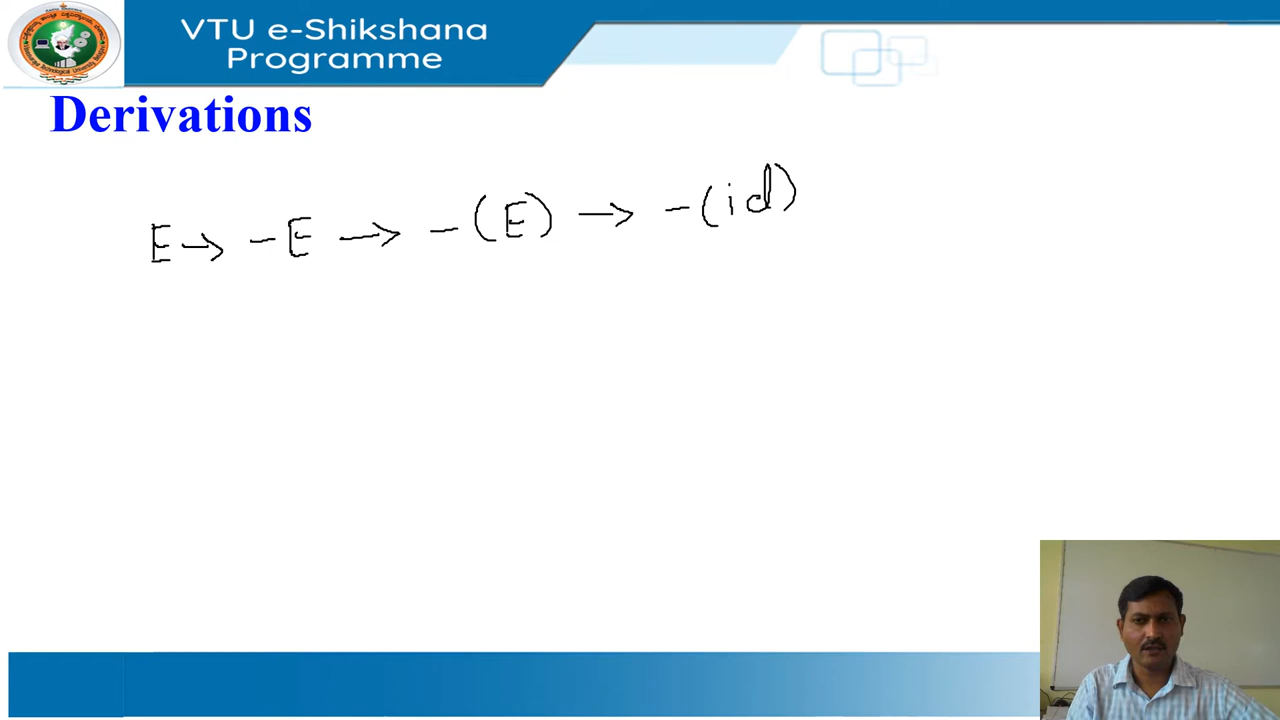 VTU e-Shikshana
Programme
Derivations
E → -E → -(E) → -(id)